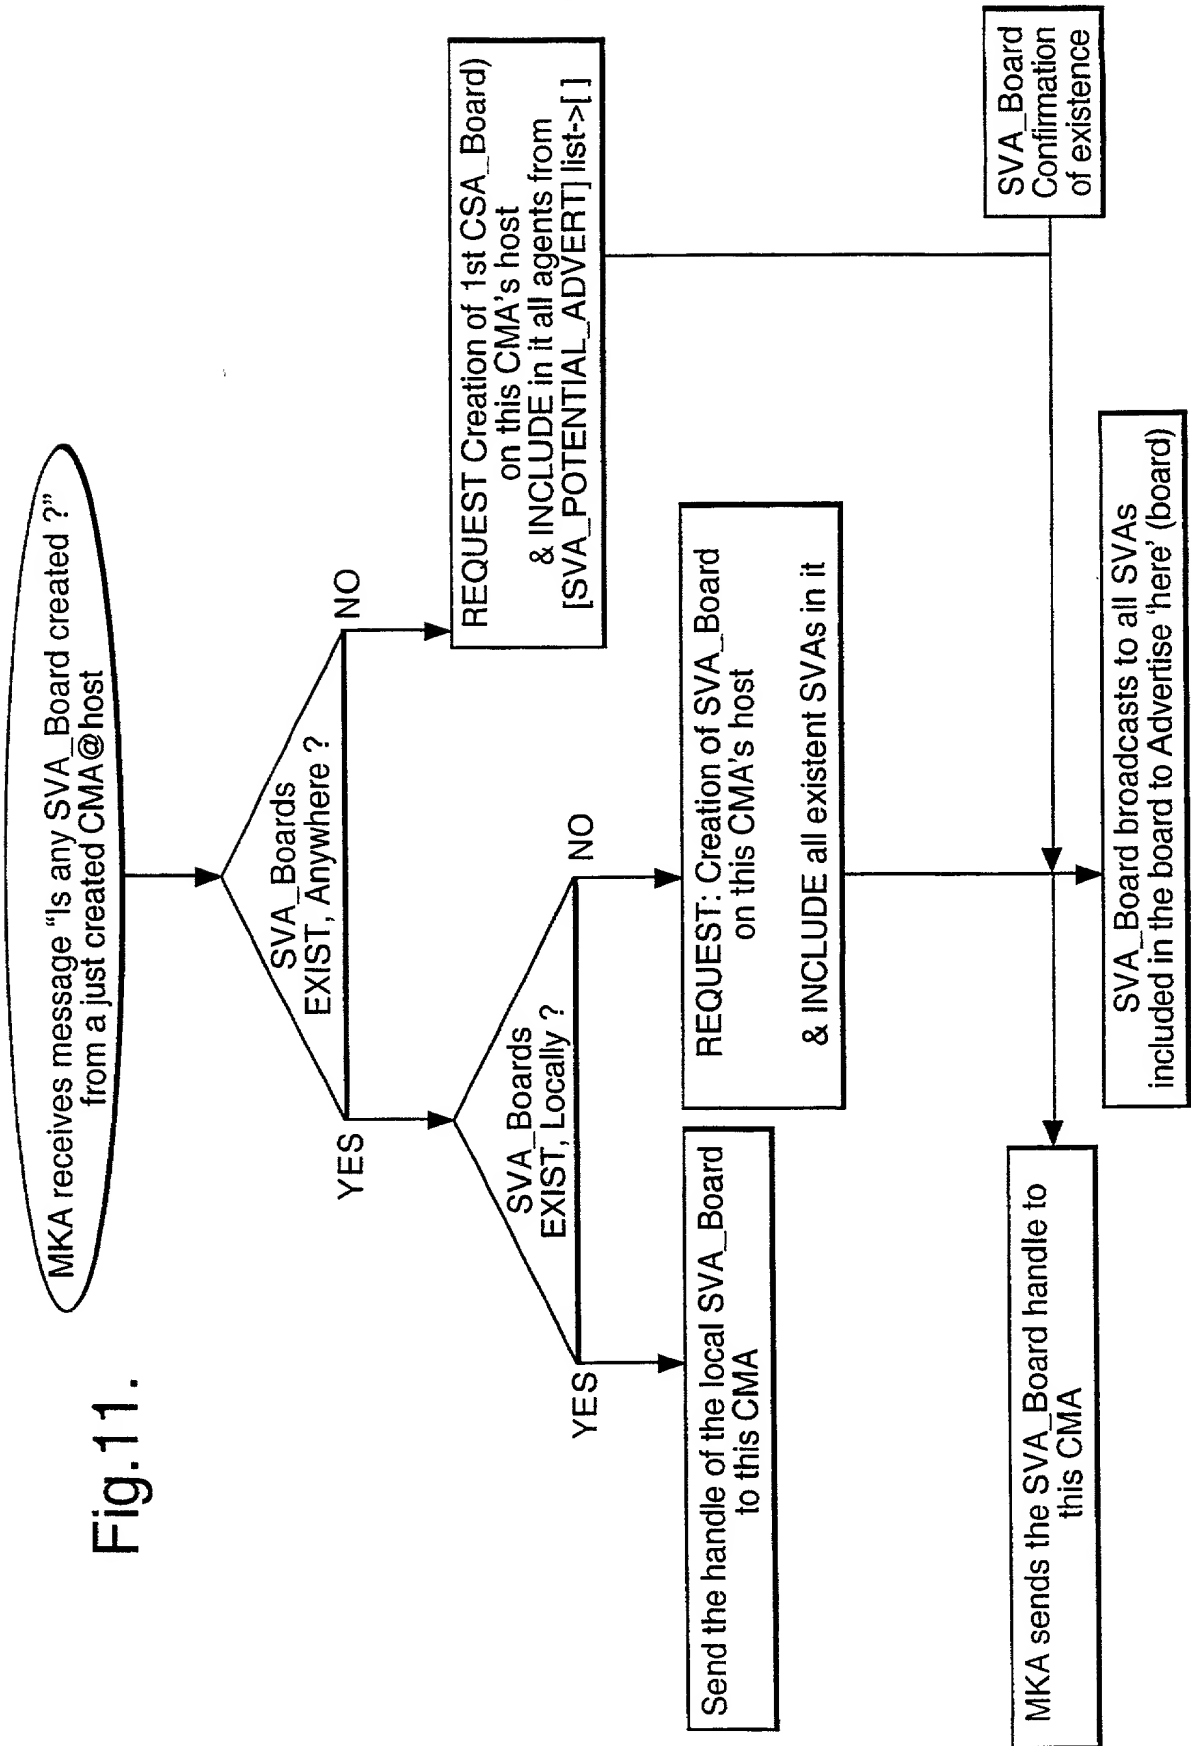 Fig.11.
MKA receives message “Is any SVA_Board created ?”
from a just created CMA@host
SVA_Boards
EXIST, Anywhere ?
YES
NO
REQUEST Creation of 1st CSA_Board)
on this CMA's host
& INCLUDE in it all agents from
[SVA_POTENTIAL_ADVERT] list->[ ]
SVA_Boards
EXIST, Locally ?
YES
NO
Send the handle of the local SVA_Board
to this CMA
REQUEST: Creation of SVA_Board
on this CMA's host
& INCLUDE all existent SVAs in it
SVA_Board
Confirmation
of existence
MKA sends the SVA_Board handle to
this CMA
SVA_Board broadcasts to all SVAs
included in the board to Advertise 'here' (board)